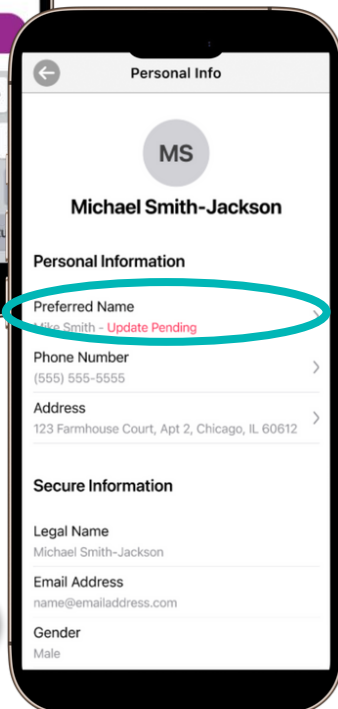 Personal Info
MS
Michael Smith-Jackson
Personal Information
Preferred Name
Mike Smith - Update Pending
Phone Number
(555) 555-5555
Address
123 Farmhouse Court, Apt 2, Chicago, IL 60612
Secure Information
Legal Name
Michael Smith-Jackson
Email Address
name@emailaddress.com
Gender
Male